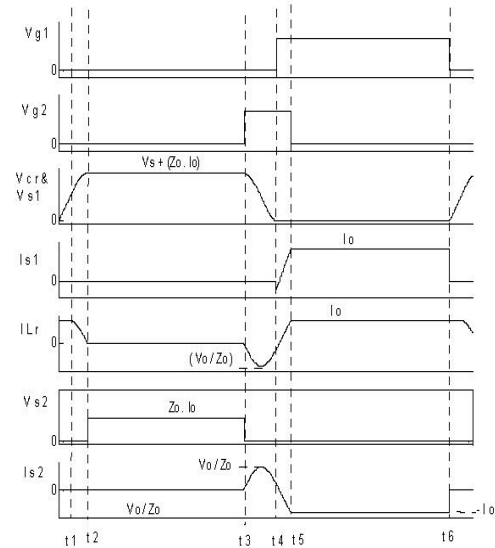 Vg1
0
Vg2
0
Vs + (Zo. Io)
Vcr&
Vs1
0
Io
Is1
0
Io
ILr
0
(Vo/Zo)
Vs2
Zo. Io
0
Vo/Zo
Is2
0
Vo/Zo
-Io
t1 t2 t3 t4 t5 t6